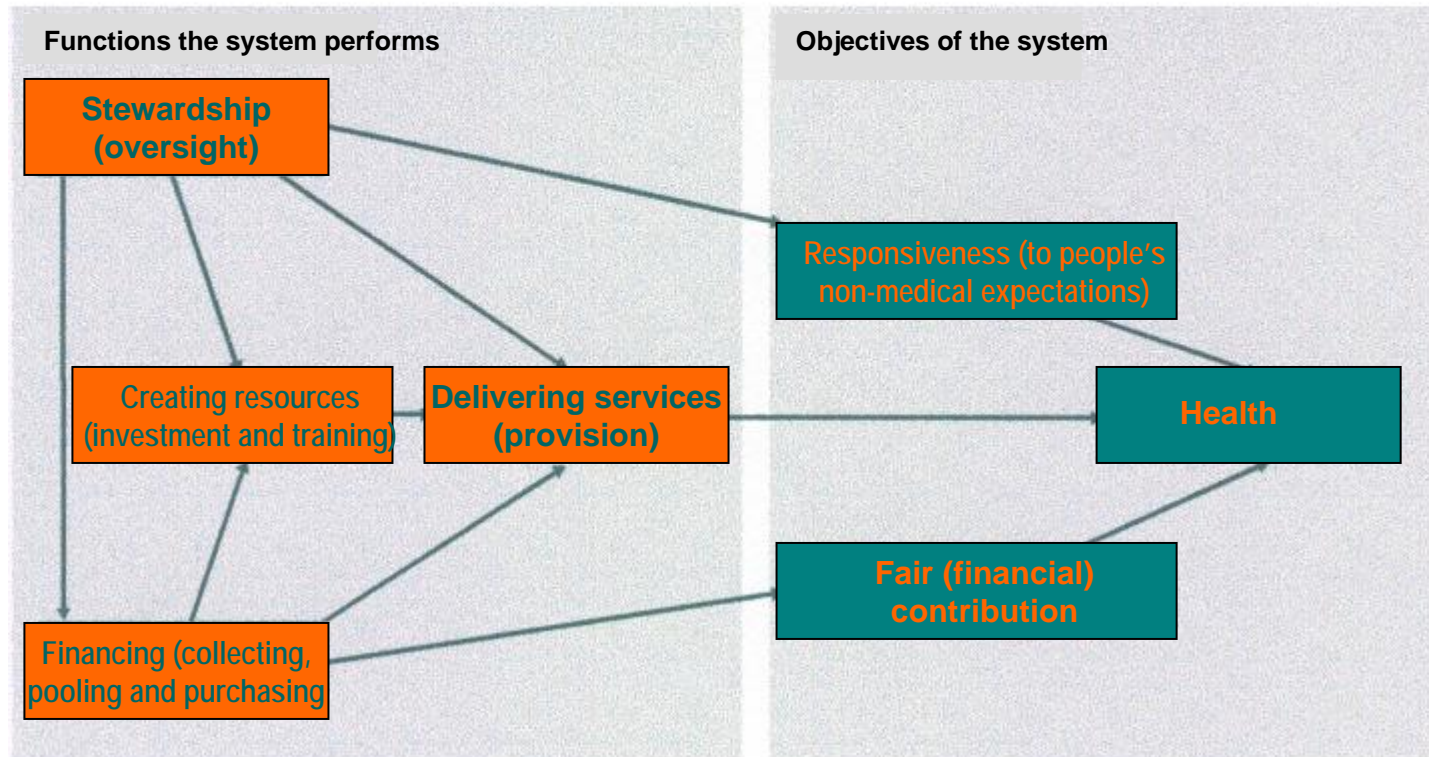 Functions the system performs
Objectives of the system
Stewardship
(oversight)
Responsiveness (to people’s
non-medical expectations)
Creating resources
(investment and training)
Delivering services
(provision)
Health
Fair (financial)
contribution
Financing (collecting,
pooling and purchasing